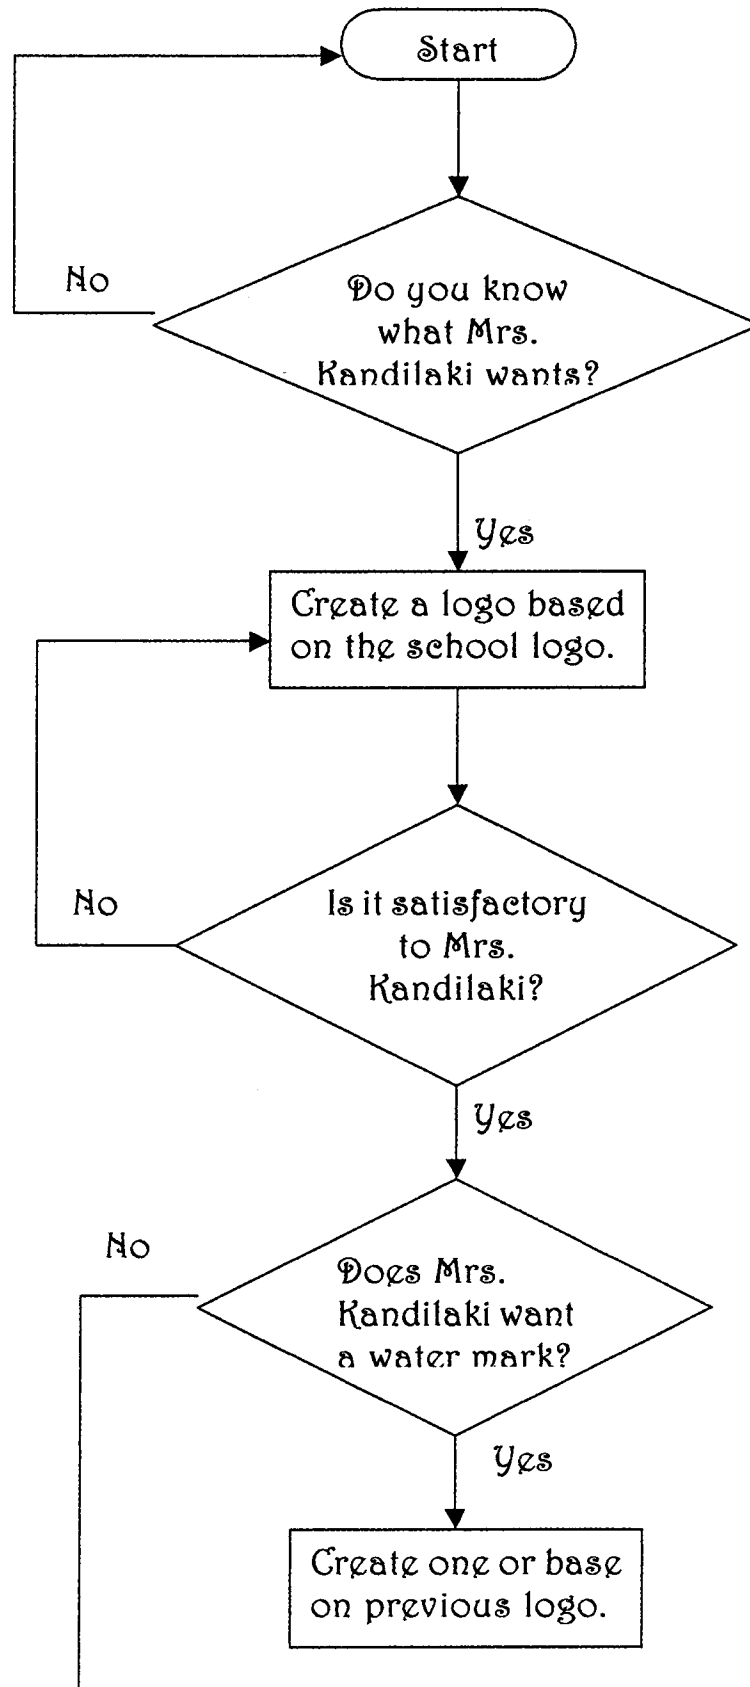 Start
No
Do you know
what Mrs.
Kandilaki wants?
Yes
Create a logo based
on the school logo.
No
Is it satisfactory
to Mrs.
Kandilaki?
Yes
No
Does Mrs.
Kandilaki want
a water mark?
Yes
Create one or base
on previous logo.